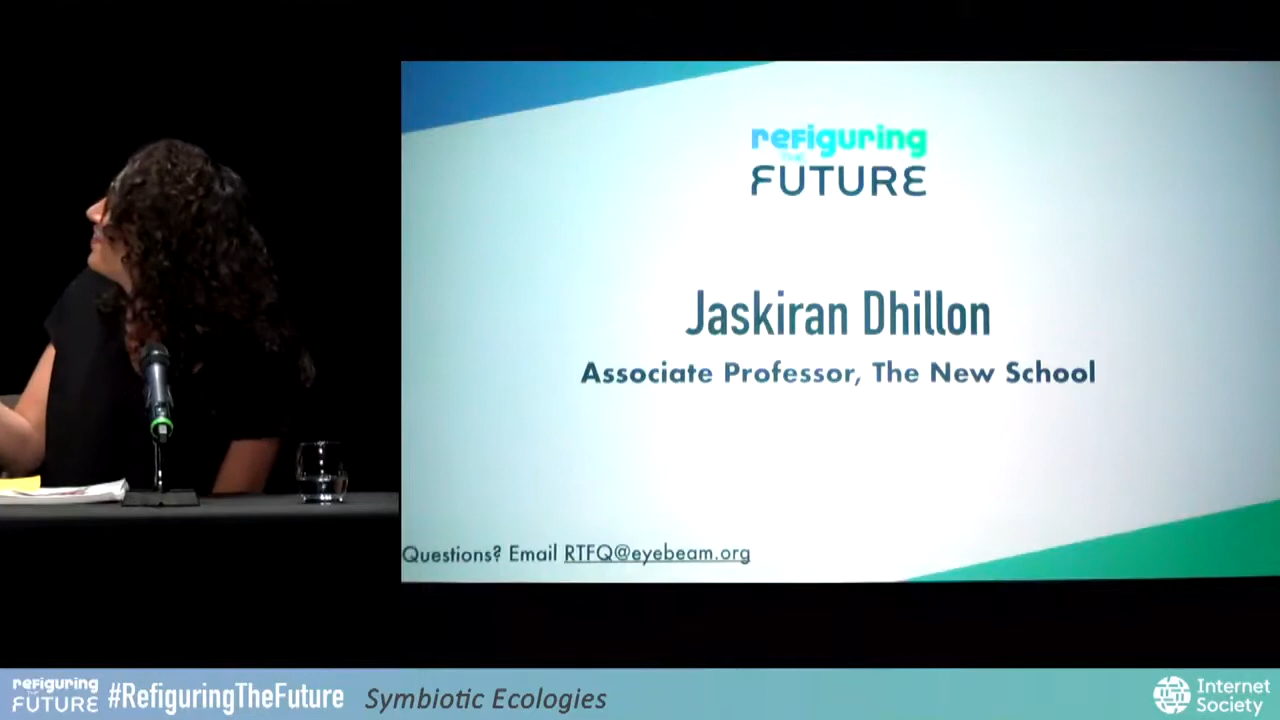 refiguring
THE
FUTURE
Jaskiran Dhillon
Associate Professor, The New School
Questions? Email RTFQ@eyebeam.org
refiguring
THE
FUTURE
#RefiguringTheFuture
Symbiotic Ecologies
Internet
Society